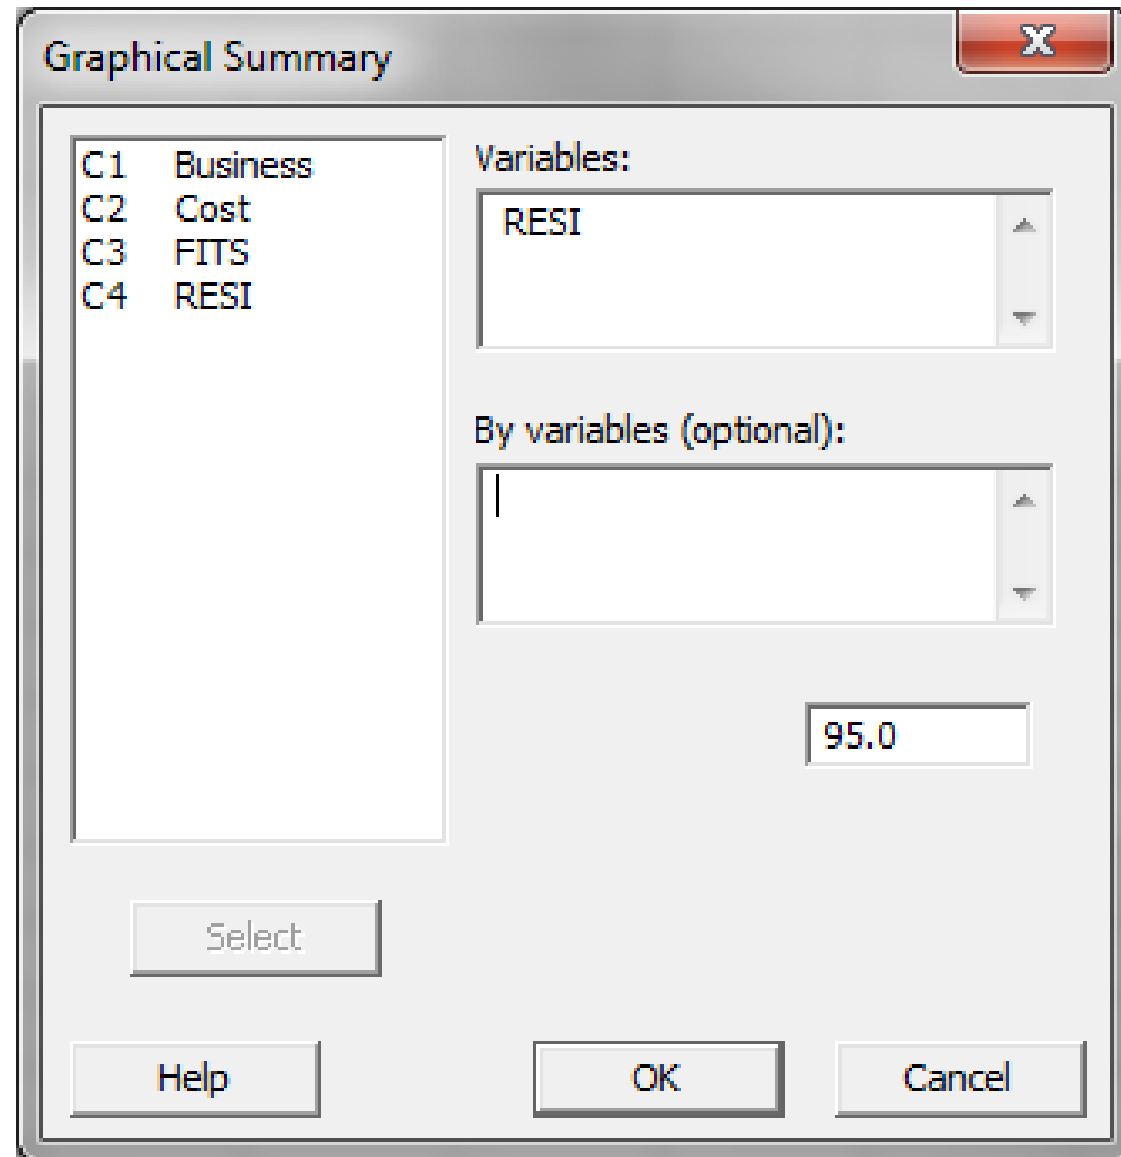 Graphical Summary
C1 Business
C2 Cost
C3 FITS
C4 RESI
Variables:
RESI
By variables (optional):
95.0
Select
Help
OK
Cancel